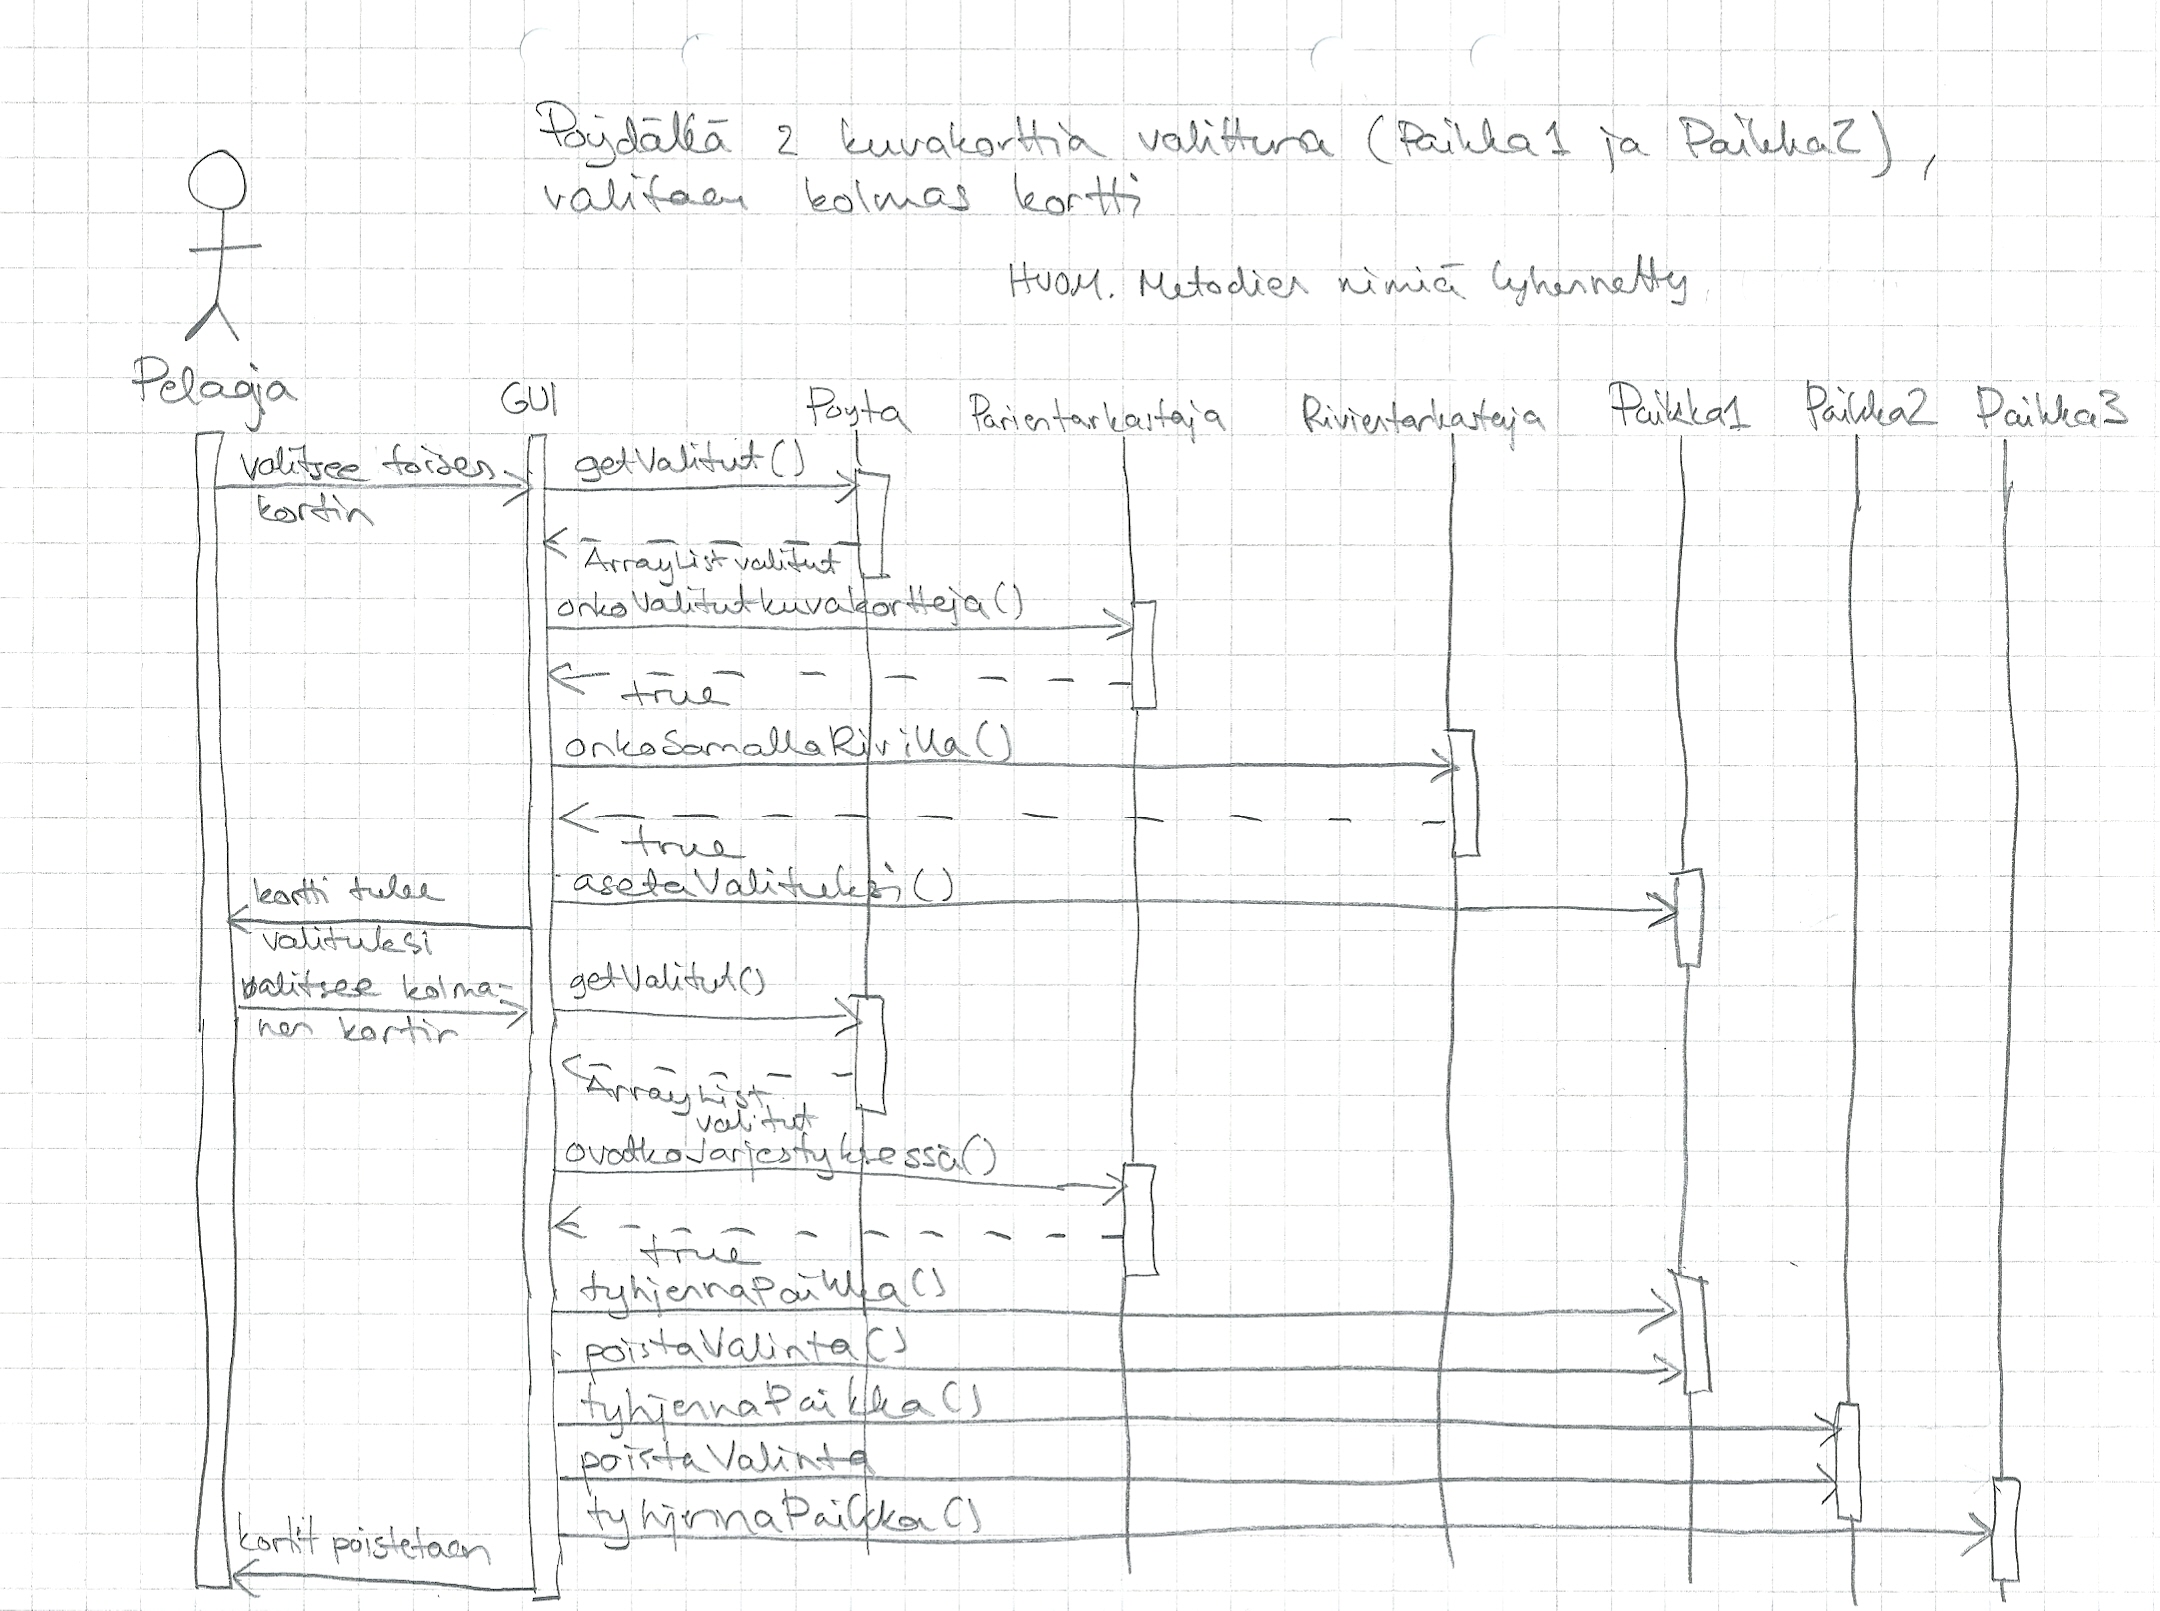 Pöydällä 2 kuvakorttia valittuna (Paikka1 ja Paikka2),
valitaan kolmas kortti
HUOM. Metodien nimiä lyhennetty
Pelaaja
GUI
Poyta
Parientarkastaja
Rivientarkastaja
Paikka1
Paikka2
Paikka3
valitsee toisen
kortin
getValitut()
ArrayList valitut
onkoValitutkuvakortteja()
true
onkoSamallaRivilla()
true
asetaValituksi()
kortti tulee
valituksi
valitsee kolma-
nen kortin
getValitut()
ArrayList
valitut
ovatkoJarjestyksessä()
true
tyhjennaPaikka()
poistaValinta()
tyhjennaPaikka()
poistaValinta
tyhjennaPaikka()
kortit poistetaan